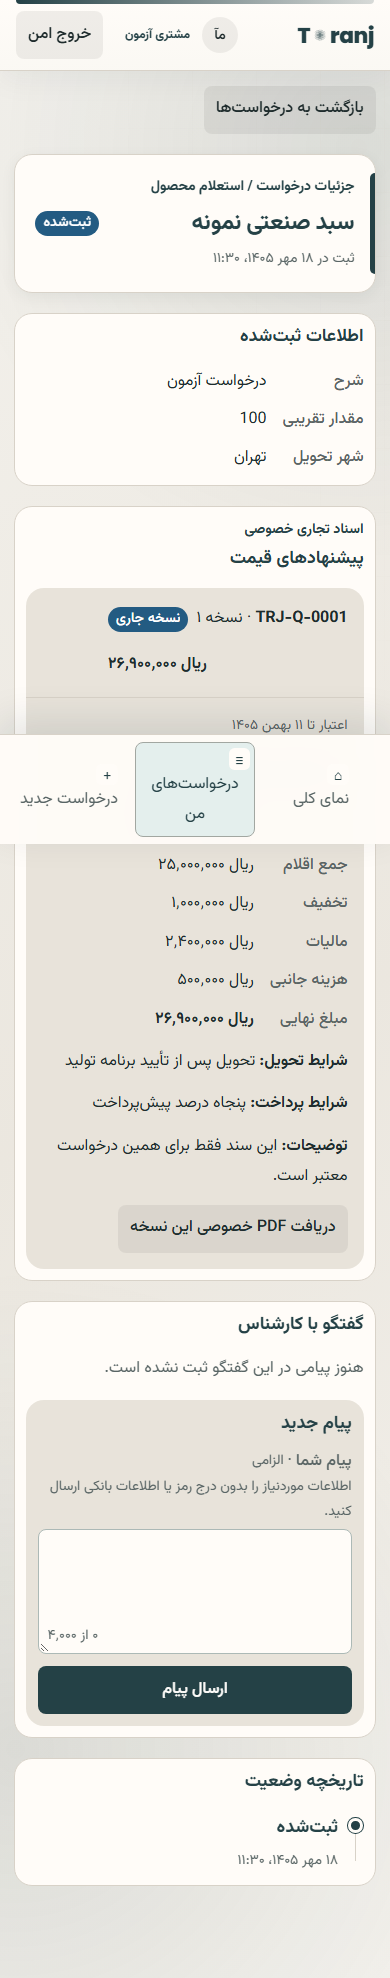 Toranj
مآ
مشتری آزمون
خروج امن
بازگشت به درخواست‌ها
جزئیات درخواست / استعلام محصول
سبد صنعتی نمونه
ثبت‌شده
ثبت در ۱۸ مهر ۱۴۰۵، ۱۱:۳۰
اطلاعات ثبت‌شده
شرح درخواست آزمون
مقدار تقریبی 100
شهر تحویل تهران
اسناد تجاری خصوصی
پیشنهادهای قیمت
TRJ-Q-0001 · نسخه ۱ نسخه جاری
۲۶,۹۰۰,۰۰۰ ریال
اعتبار تا ۱۱ بهمن ۱۴۰۵
نمای کلی
درخواست‌های
من
درخواست جدید
جمع اقلام ۲۵,۰۰۰,۰۰۰ ریال
تخفیف ۱,۰۰۰,۰۰۰ ریال
مالیات ۲,۴۰۰,۰۰۰ ریال
هزینه جانبی ۵۰۰,۰۰۰ ریال
مبلغ نهایی ۲۶,۹۰۰,۰۰۰ ریال
شرایط تحویل: تحویل پس از تأیید برنامه تولید
شرایط پرداخت: پنجاه درصد پیش‌پرداخت
توضیحات: این سند فقط برای همین درخواست
معتبر است.
دریافت PDF خصوصی این نسخه
گفتگو با کارشناس
هنوز پیامی در این گفتگو ثبت نشده است.
پیام جدید
پیام شما · الزامی
اطلاعات موردنیاز را بدون درج رمز یا اطلاعات بانکی ارسال
کنید.
۰ از ۴,۰۰۰
ارسال پیام
تاریخچه وضعیت
ثبت‌شده
۱۸ مهر ۱۴۰۵، ۱۱:۳۰